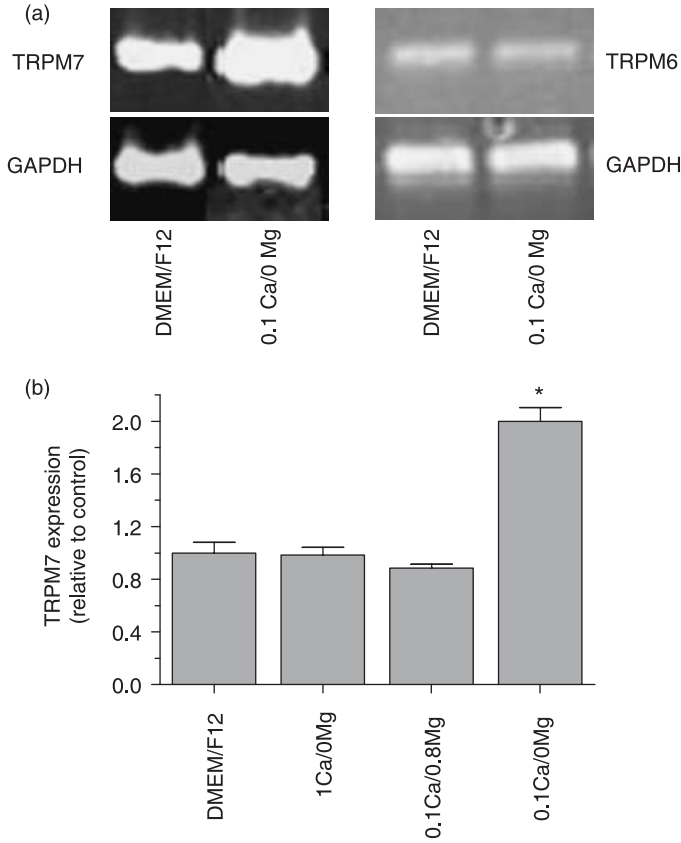 (a)
TRPM7
TRPM6
GAPDH
GAPDH
DMEM/F12
0.1 Ca/0 Mg
DMEM/F12
0.1 Ca/0 Mg
(b)
TRPM7 expression
(relative to control)
2.0
1.6
1.2
0.8
0.4
0.0
*
DMEM/F12
1Ca/0Mg
0.1Ca/0.8Mg
0.1Ca/0Mg